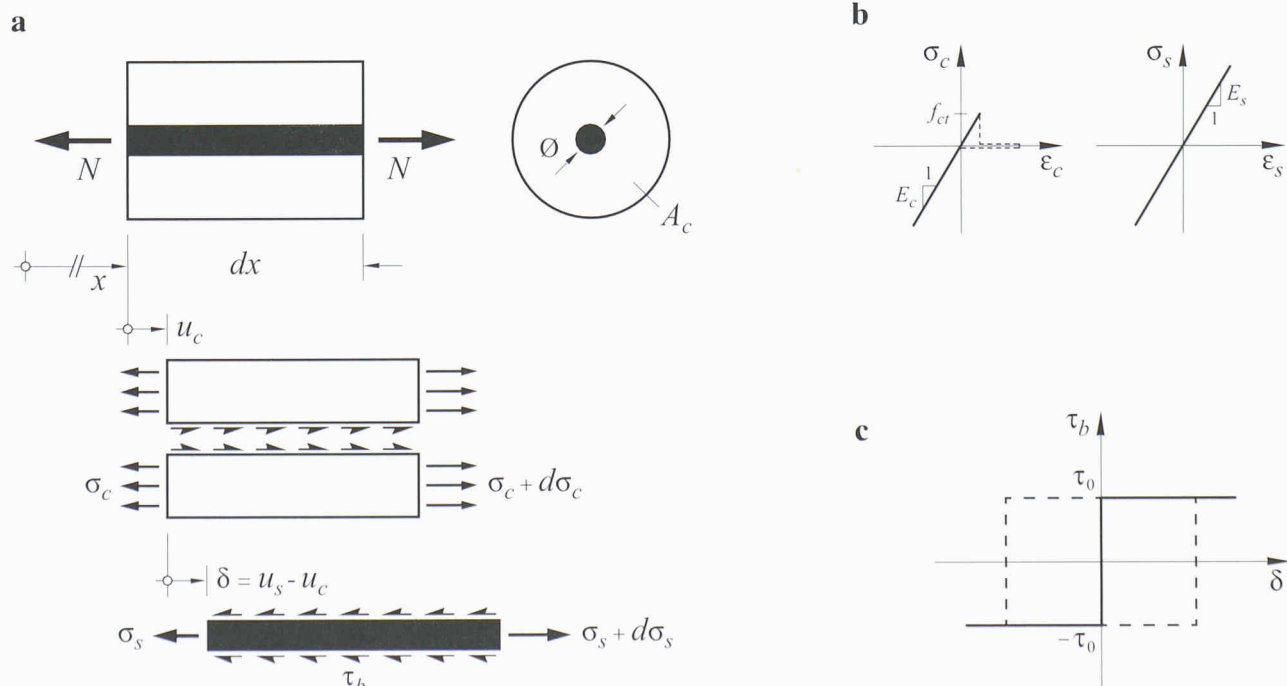 a
N
N
Ø
A_c
x
dx
u_c
σ_c
σ_c + dσ_c
δ = u_s - u_c
σ_s
σ_s + dσ_s
τ_b
b
σ_c
f_ct
1
E_c
ε_c
σ_s
E_s
1
ε_s
c
τ_b
τ_0
δ
-τ_0